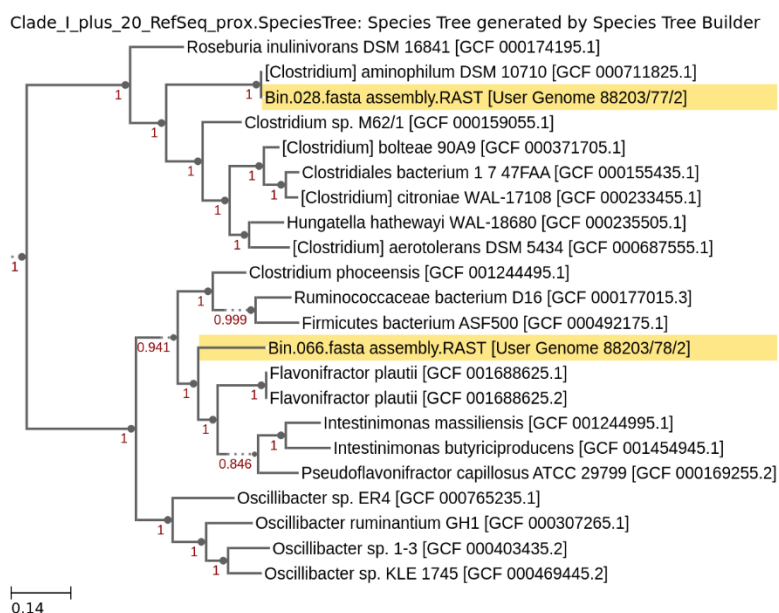 Clade_I_plus_20_RefSeq_prox.SpeciesTree: Species Tree generated by Species Tree Builder
Roseburia inulinivorans DSM 16841 [GCF 000174195.1]
[Clostridium] aminophilum DSM 10710 [GCF 000711825.1]
1
1
Bin.028.fasta assembly.RAST [User Genome 88203/77/2]
Clostridium sp. M62/1 [GCF 000159055.1]
1
[Clostridium] bolteae 90A9 [GCF 000371705.1]
1
Clostridiales bacterium 1 7 47FAA [GCF 000155435.1]
1
1
[Clostridium] citroniae WAL-17108 [GCF 000233455.1]
1
Hungatella hathewayi WAL-18680 [GCF 000235505.1]
1
[Clostridium] aerotolerans DSM 5434 [GCF 000687555.1]
1
Clostridium phoceensis [GCF 001244495.1]
1
Ruminococcaceae bacterium D16 [GCF 000177015.3]
0.999
Firmicutes bacterium ASF500 [GCF 000492175.1]
0.941
Bin.066.fasta assembly.RAST [User Genome 88203/78/2]
Flavonifractor plautii [GCF 001688625.1]
1
Flavonifractor plautii [GCF 001688625.2]
1
Intestinimonas massiliensis [GCF 001244995.1]
1
1
Intestinimonas butyriciproducens [GCF 001454945.1]
0.846
Pseudoflavonifractor capillosus ATCC 29799 [GCF 000169255.2]
Oscillibacter sp. ER4 [GCF 000765235.1]
1
Oscillibacter ruminantium GH1 [GCF 000307265.1]
1
Oscillibacter sp. 1-3 [GCF 000403435.2]
1
Oscillibacter sp. KLE 1745 [GCF 000469445.2]
0.14